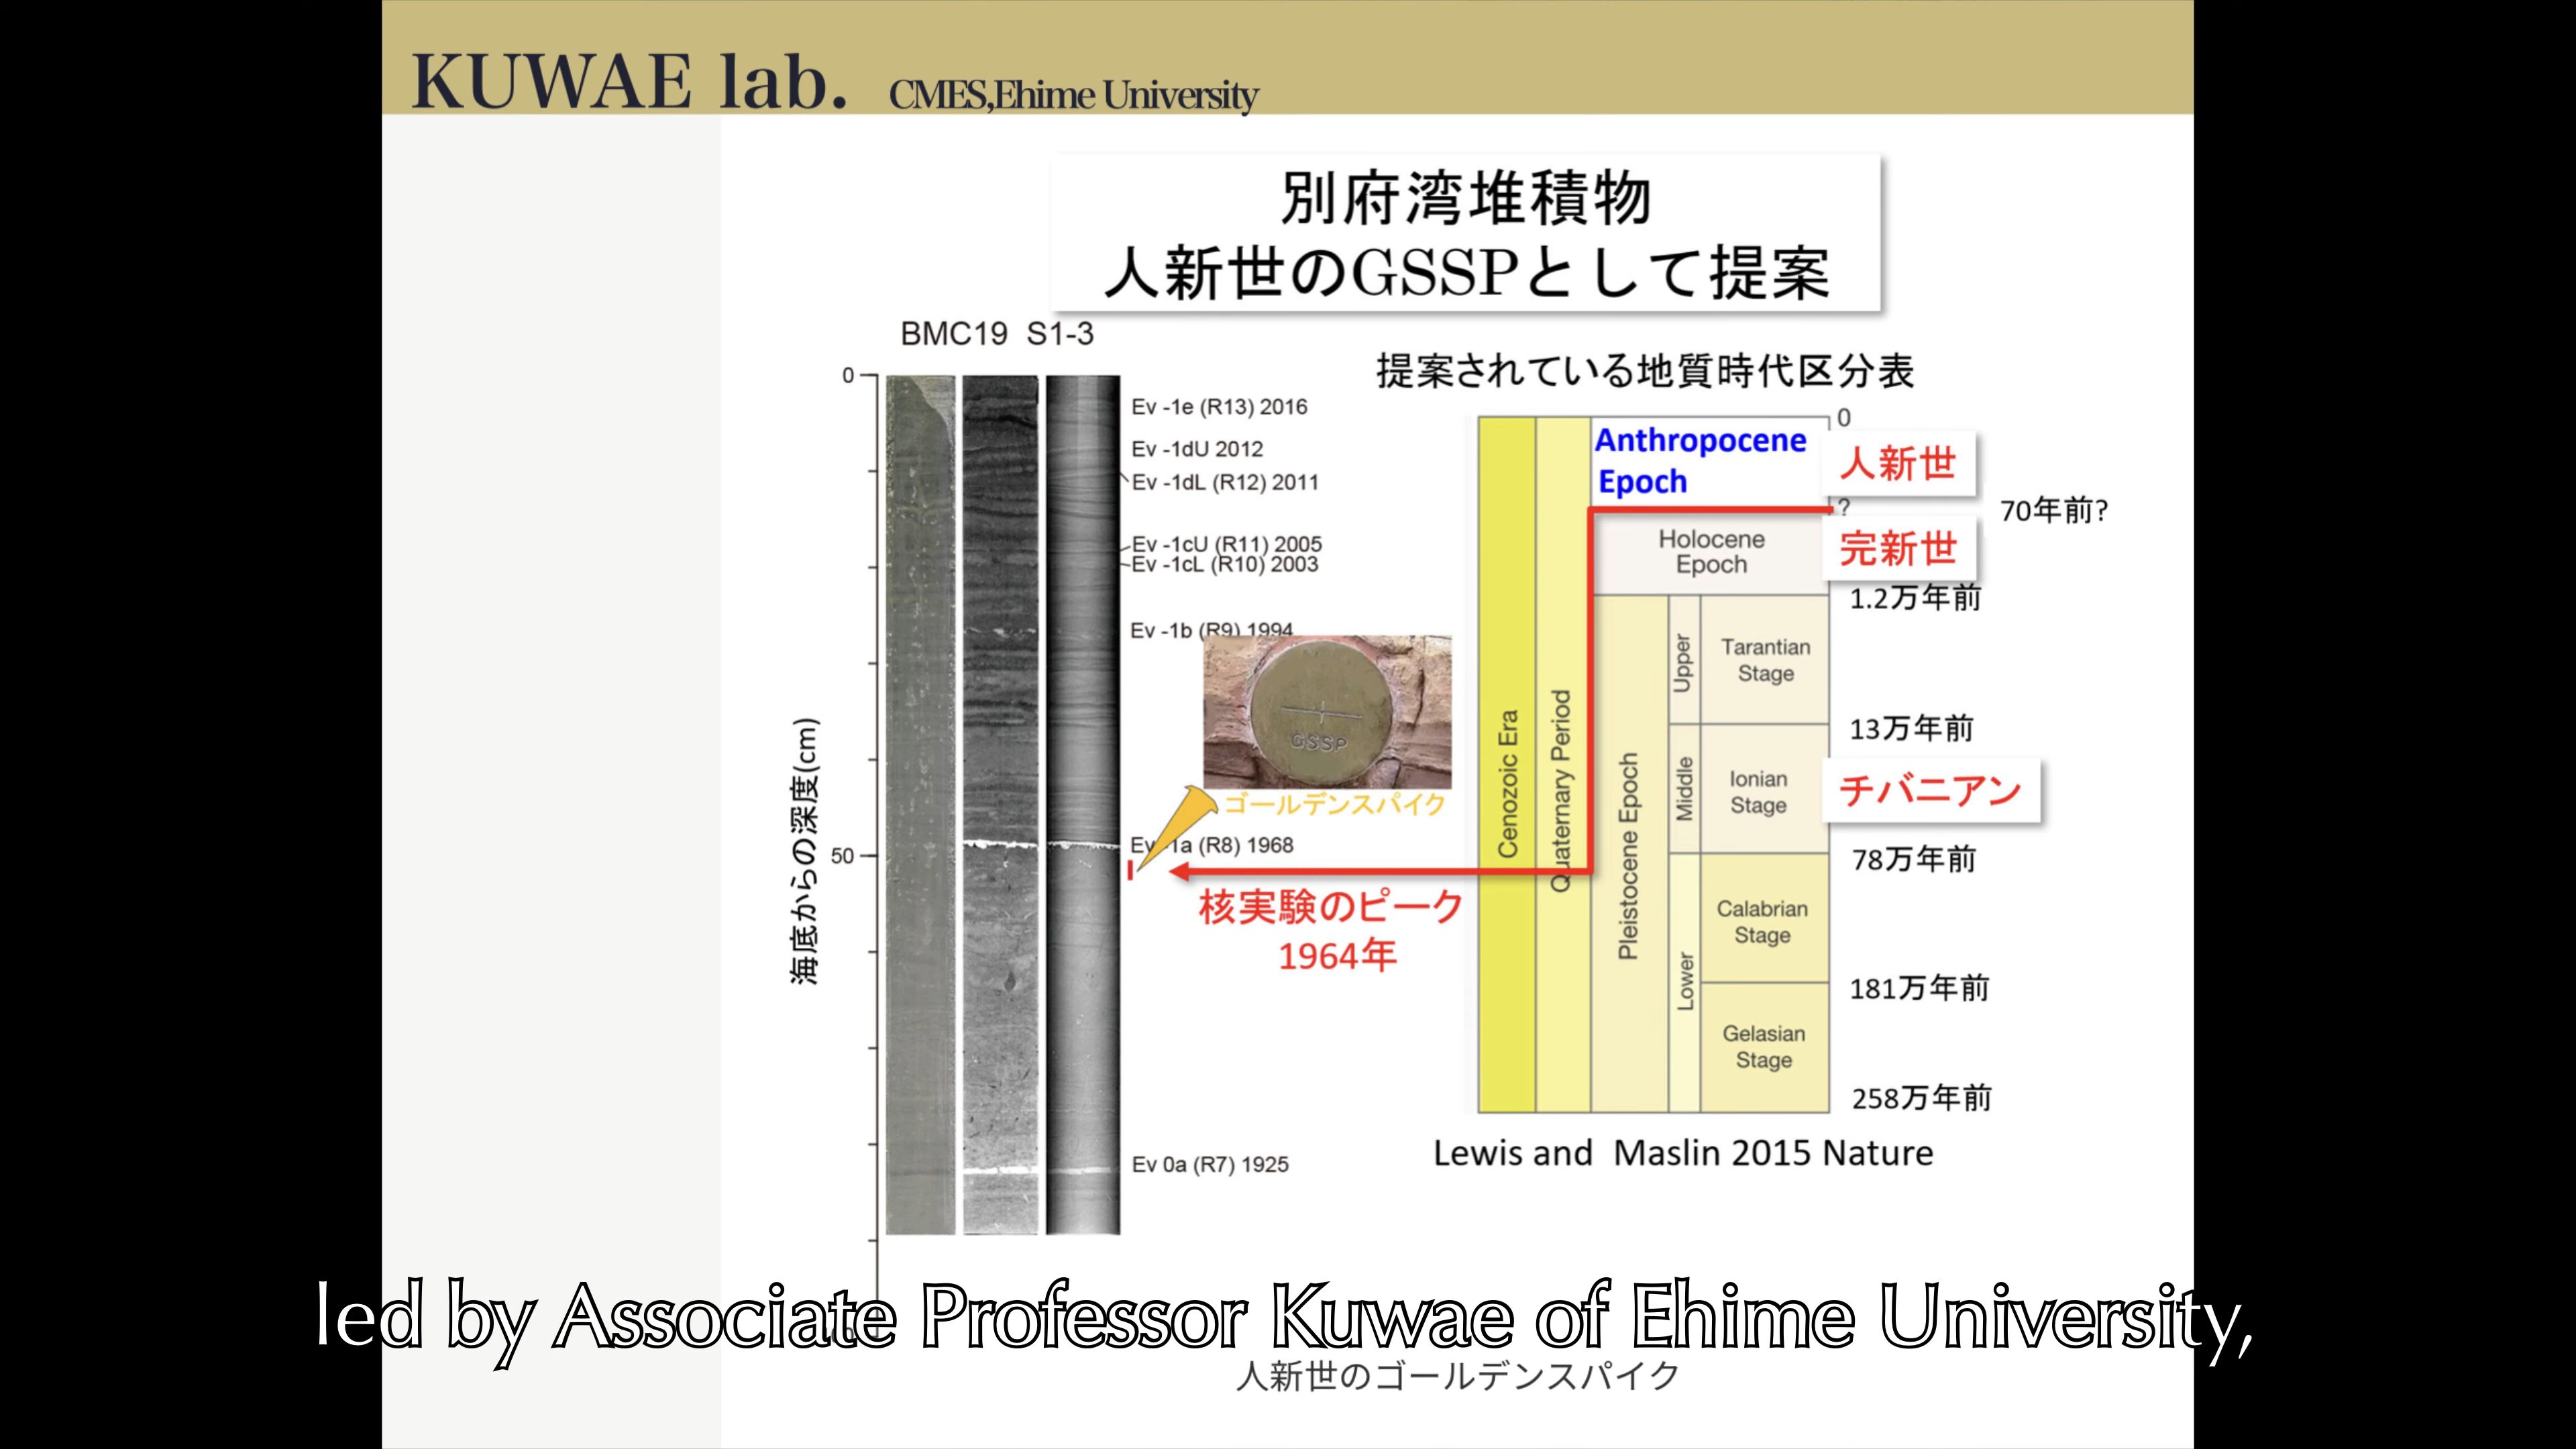 KUWAE lab. CMES,Ehime University
別府湾堆積物
人新世のGSSPとして提案
BMC19 S1-3
0
50
海底からの深度(cm)
Ev -1e (R13) 2016
Ev -1dU 2012
Ev -1dL (R12) 2011
Ev -1cU (R11) 2005
Ev -1cL (R10) 2003
Ev -1b (R9) 1994
GSSP
ゴールデンスパイク
1a (R8) 1968
核実験のピーク
1964年
Ev 0a (R7) 1925
提案されている地質時代区分表
Cenozoic Era
Quaternary Period
Anthropocene
Epoch
Holocene
Epoch
Pleistocene Epoch
Upper
Middle
Lower
Tarantian
Stage
Ionian
Stage
Calabrian
Stage
Gelasian
Stage
0
人新世
?
70年前?
完新世
1.2万年前
13万年前
チバニアン
78万年前
181万年前
258万年前
Lewis and Maslin 2015 Nature
led by Associate Professor Kuwae of Ehime University,
人新世のゴールデンスパイク